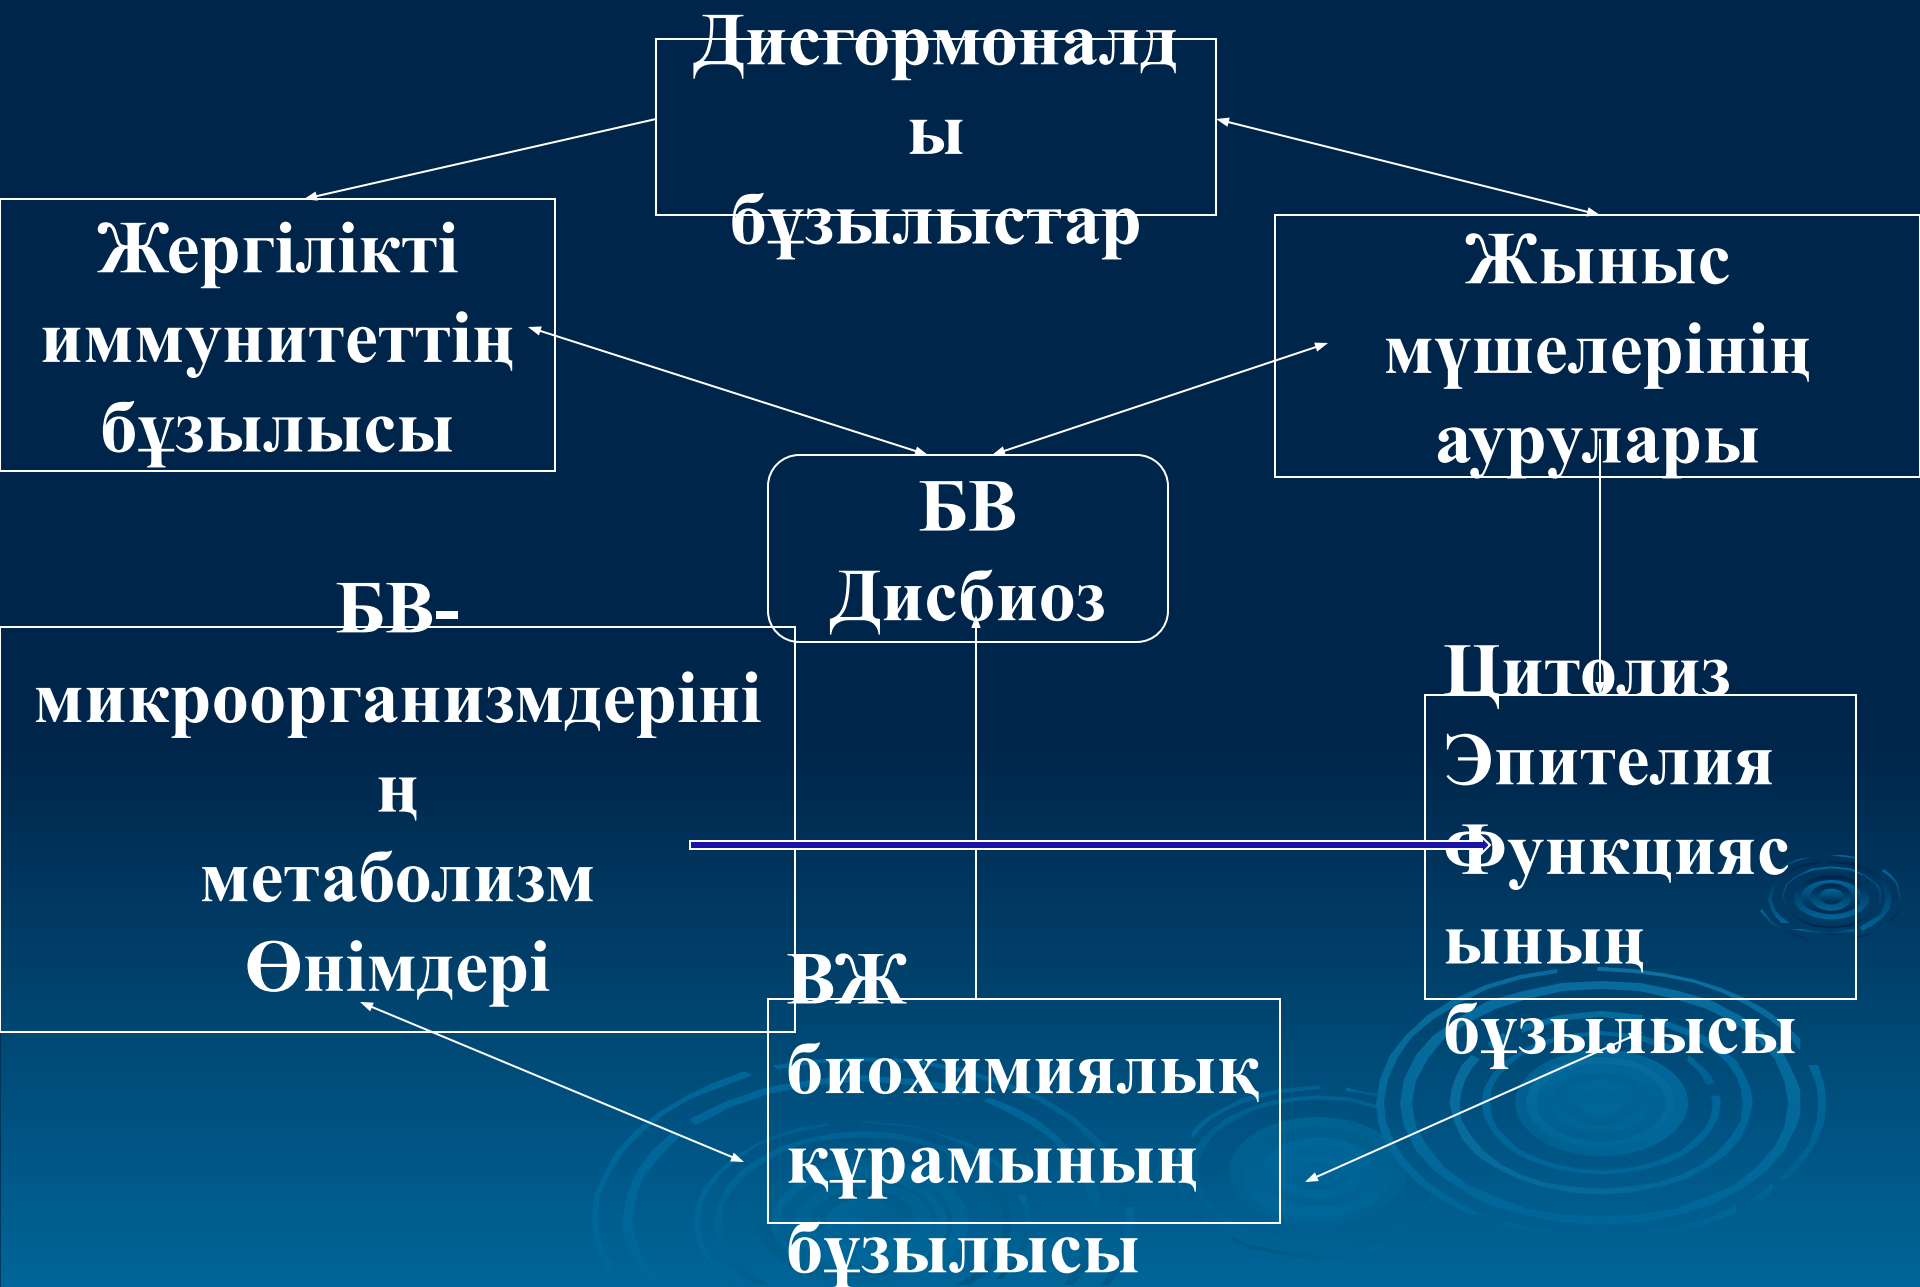 Дисгормоналд
ы
бұзылыстар
Жергілікті
иммунитеттің
бұзылысы
Жыныс
мүшелерінің
аурулары
БВ
Дисбиоз
БВ-
микроорганизмдеріні
ң
метаболизм
Өнімдері
Цитолиз
Эпителия
Функцияс
ының
бұзылысы
ВЖ
биохимиялық
құрамының
бұзылысы